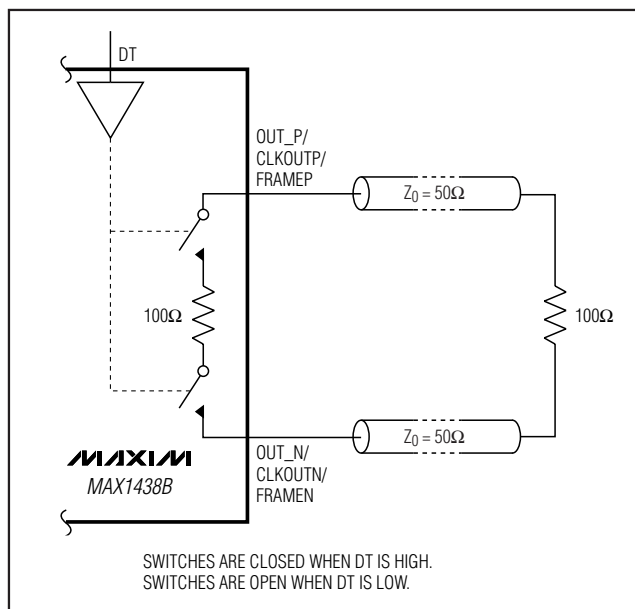 DT
OUT_P/
CLKOUTP/
FRAMEP
Z0 = 50Ω
100Ω
100Ω
Z0 = 50Ω
MAXIM
MAX1438B
OUT_N/
CLKOUTN/
FRAMEN
SWITCHES ARE CLOSED WHEN DT IS HIGH.
SWITCHES ARE OPEN WHEN DT IS LOW.